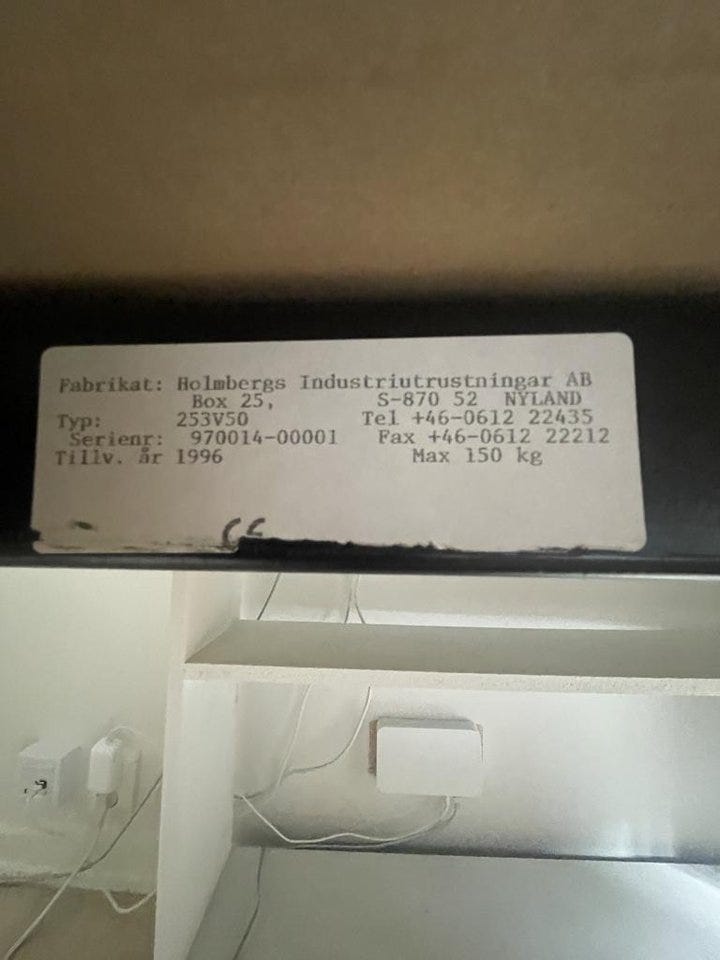 Fabrikat: Holmbergs Industriutrustningar AB
Box 25, S-870 52 NYLAND
Typ: 253V50 Tel +46-0612 22435
Serienr: 970014-00001 Fax +46-0612 22212
Tillv. år 1996 Max 150 kg
CE